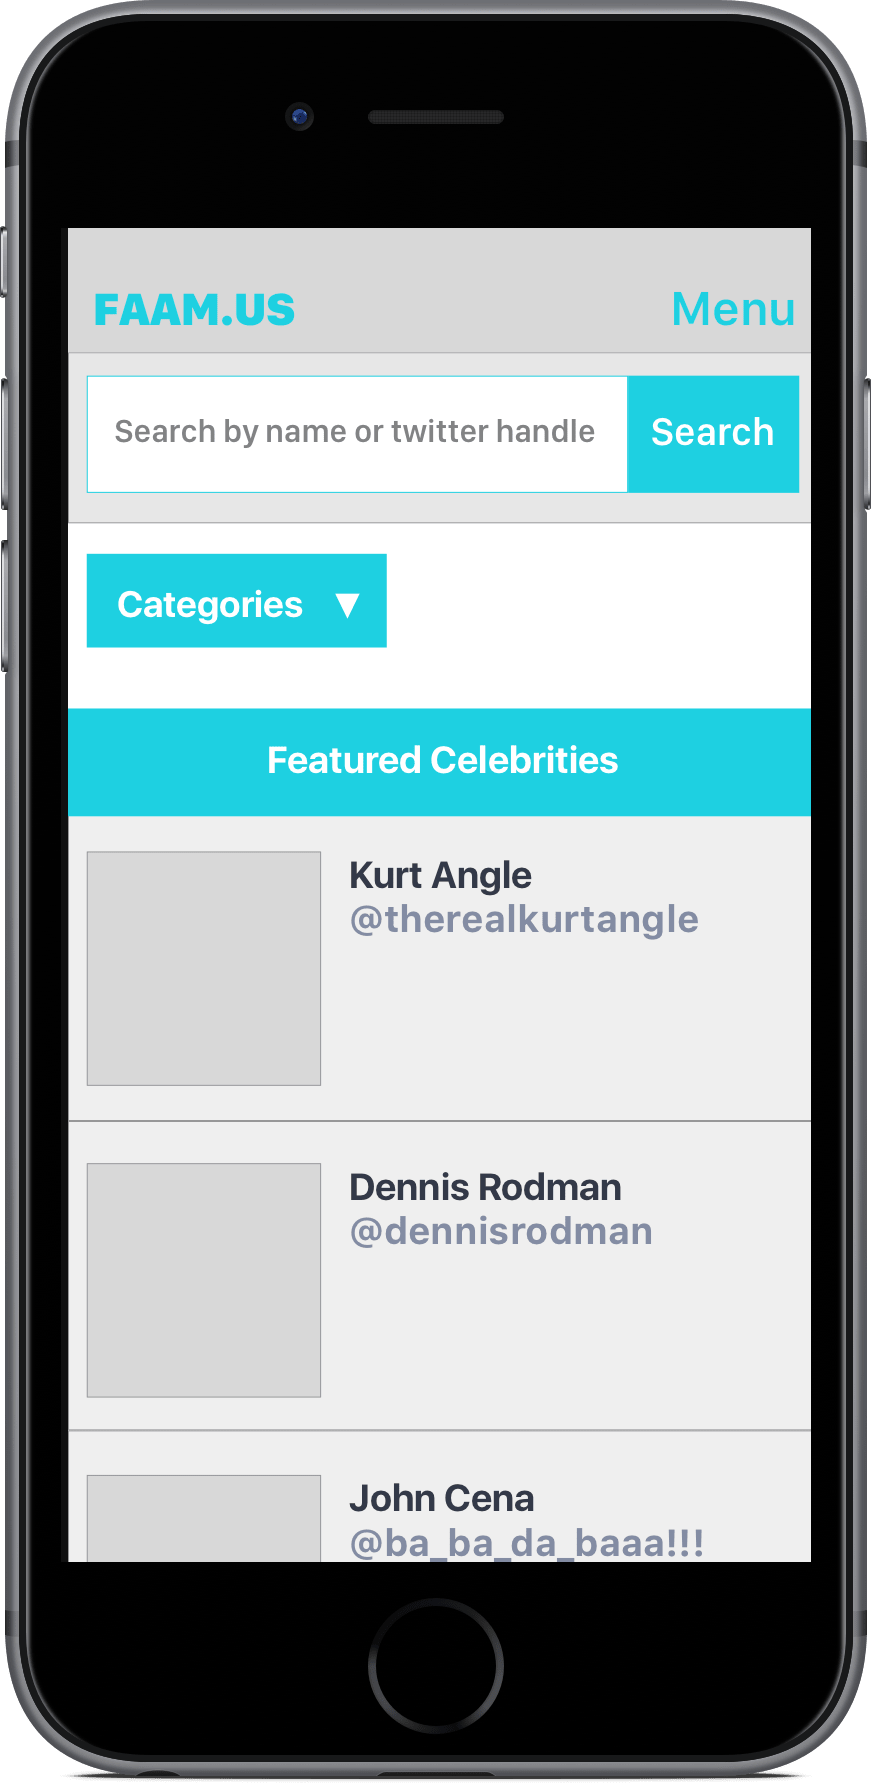 FAAM.US
Menu
Search by name or twitter handle
Search
Categories ▼
Featured Celebrities
Kurt Angle
@therealkurtangle
Dennis Rodman
@dennisrodman
John Cena
@ba_ba_da_baaa!!!